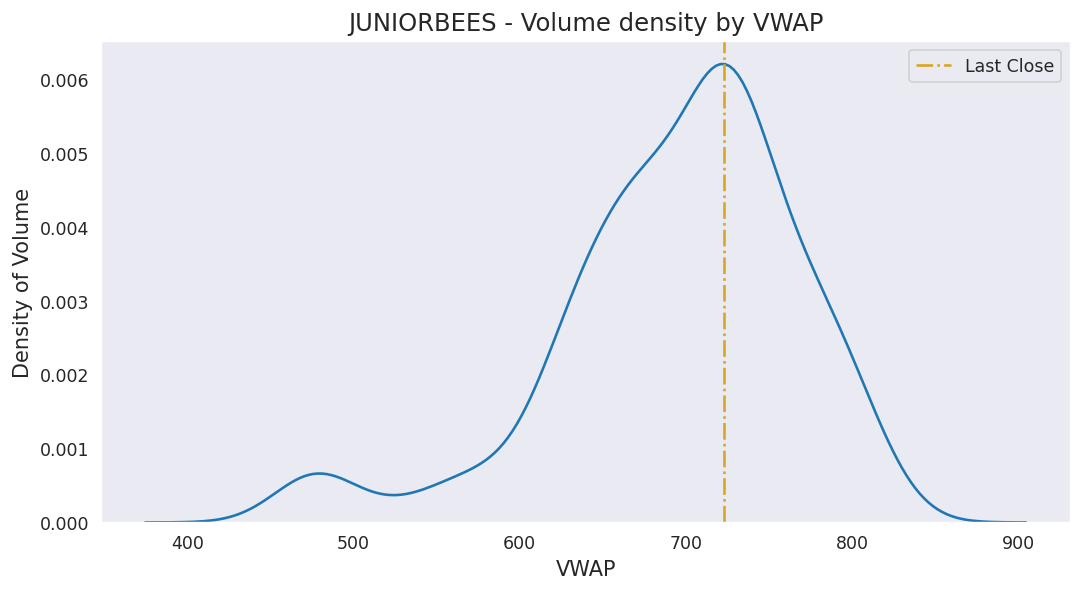 JUNIORBEES - Volume density by VWAP
Last Close
Density of Volume
0.006
0.005
0.004
0.003
0.002
0.001
0.000
400 500 600 700 800 900
VWAP